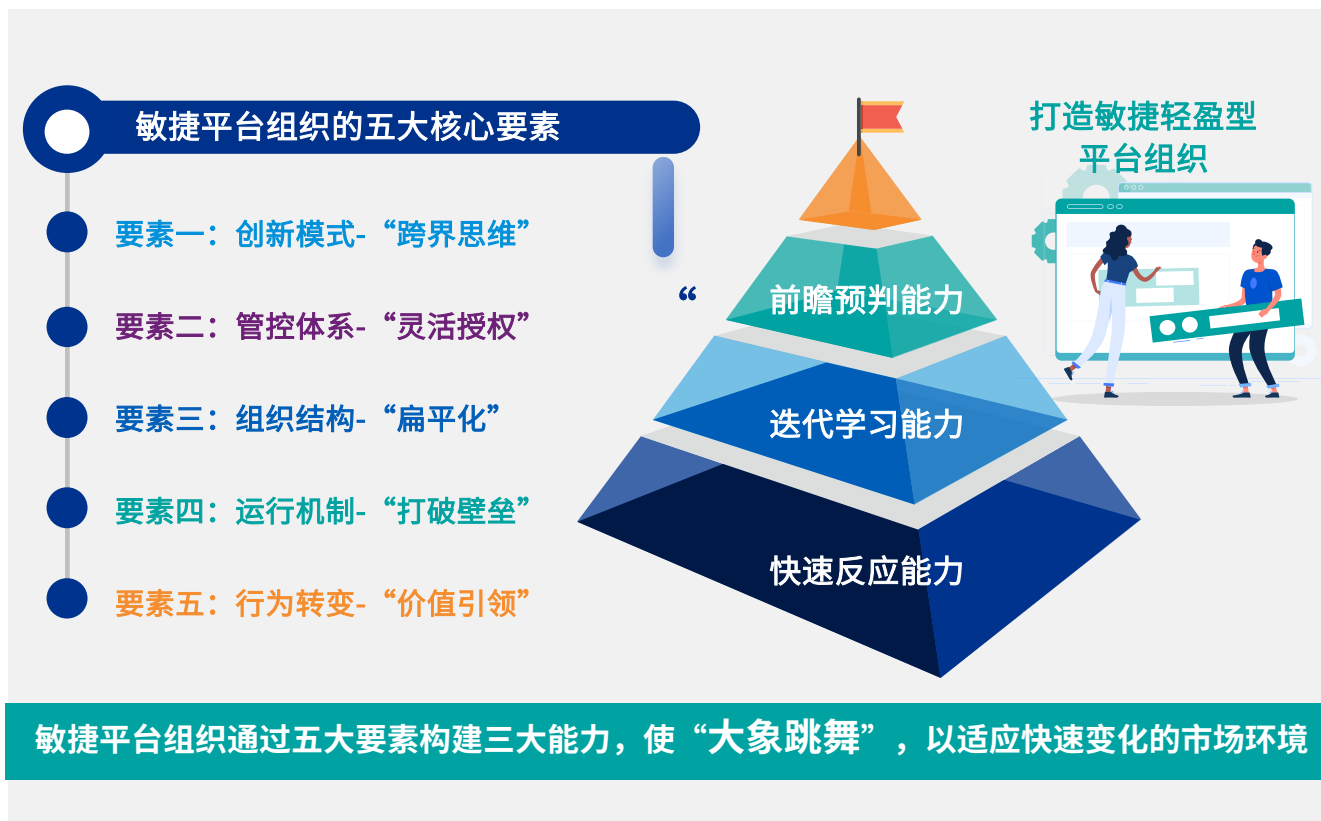 敏捷平台组织的五大核心要素
要素一：创新模式-“跨界思维”
要素二：管控体系-“灵活授权”
要素三：组织结构-“扁平化”
要素四：运行机制-“打破壁垒”
要素五：行为转变-“价值引领”
“
前瞻预判能力
迭代学习能力
快速反应能力
打造敏捷轻盈型
平台组织
敏捷平台组织通过五大要素构建三大能力，使“大象跳舞”，以适应快速变化的市场环境